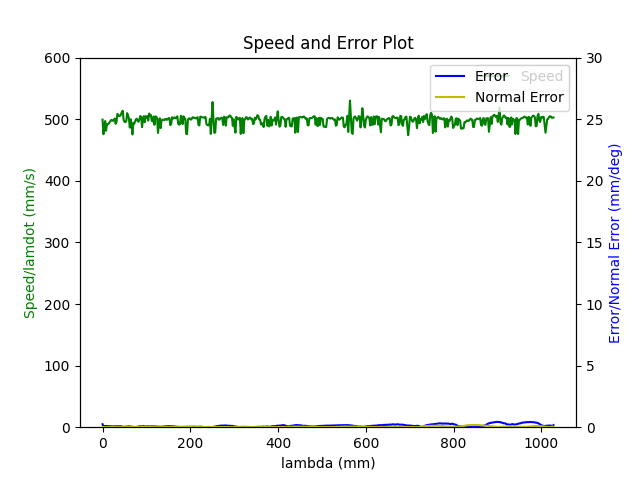 Speed and Error Plot
600
500
400
300
200
100
0
Speed/lamdot (mm/s)
30
25
20
15
10
5
0
Error/Normal Error (mm/deg)
Error
Speed
Normal Error
0
200
400
600
800
1000
lambda (mm)